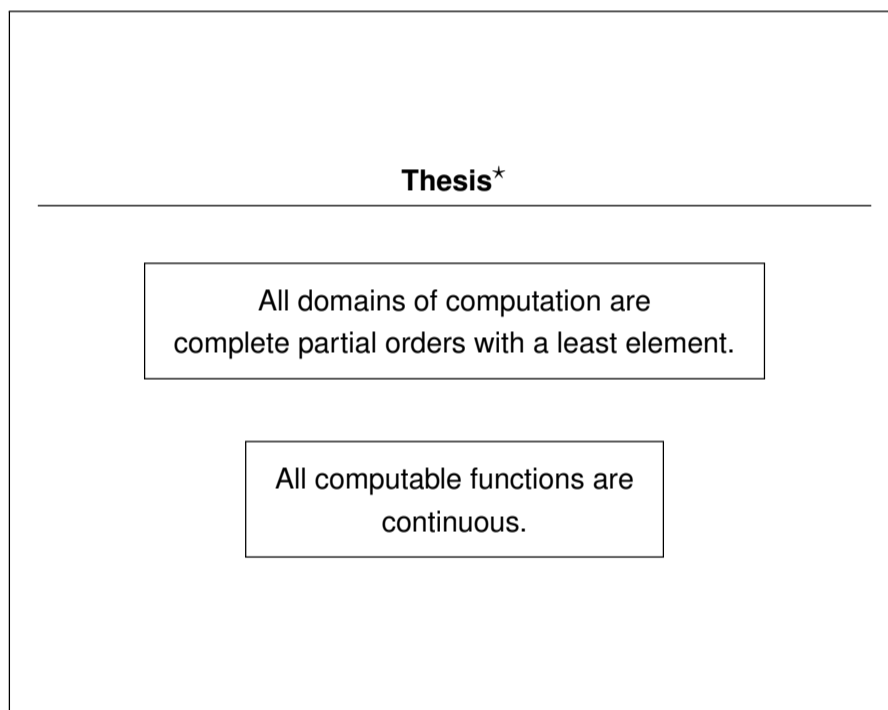 Thesis*
All domains of computation are
complete partial orders with a least element.
All computable functions are
continuous.